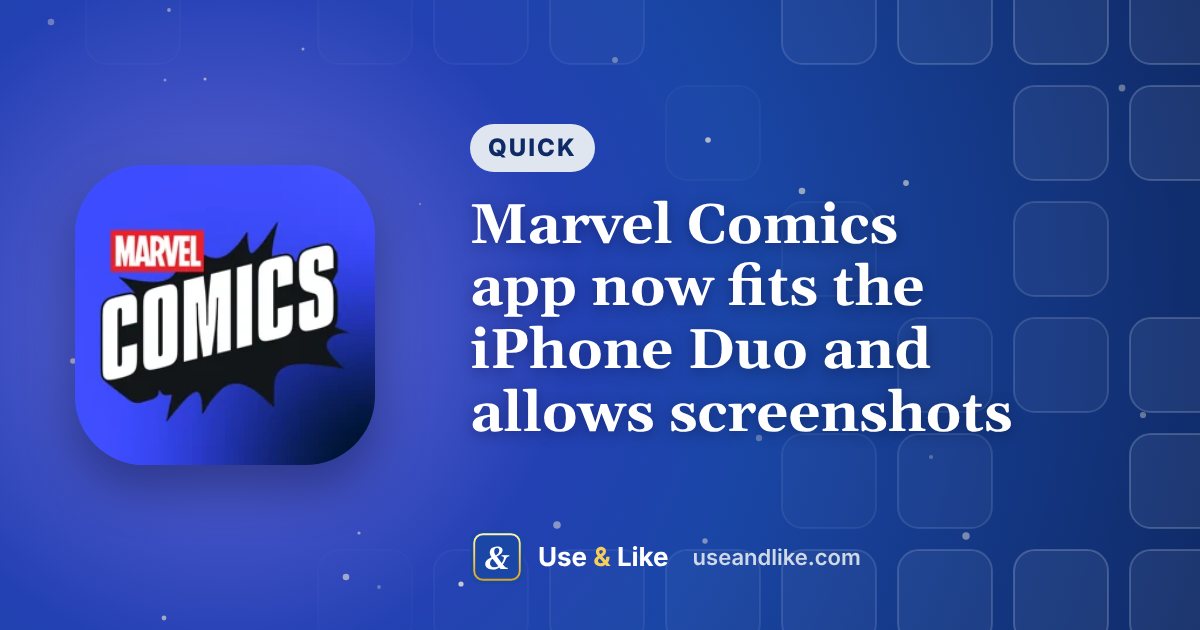 QUICK
Marvel Comics
app now fits the
iPhone Duo and
allows screenshots
MARVEL
COMICS
& Use & Like useandlike.com